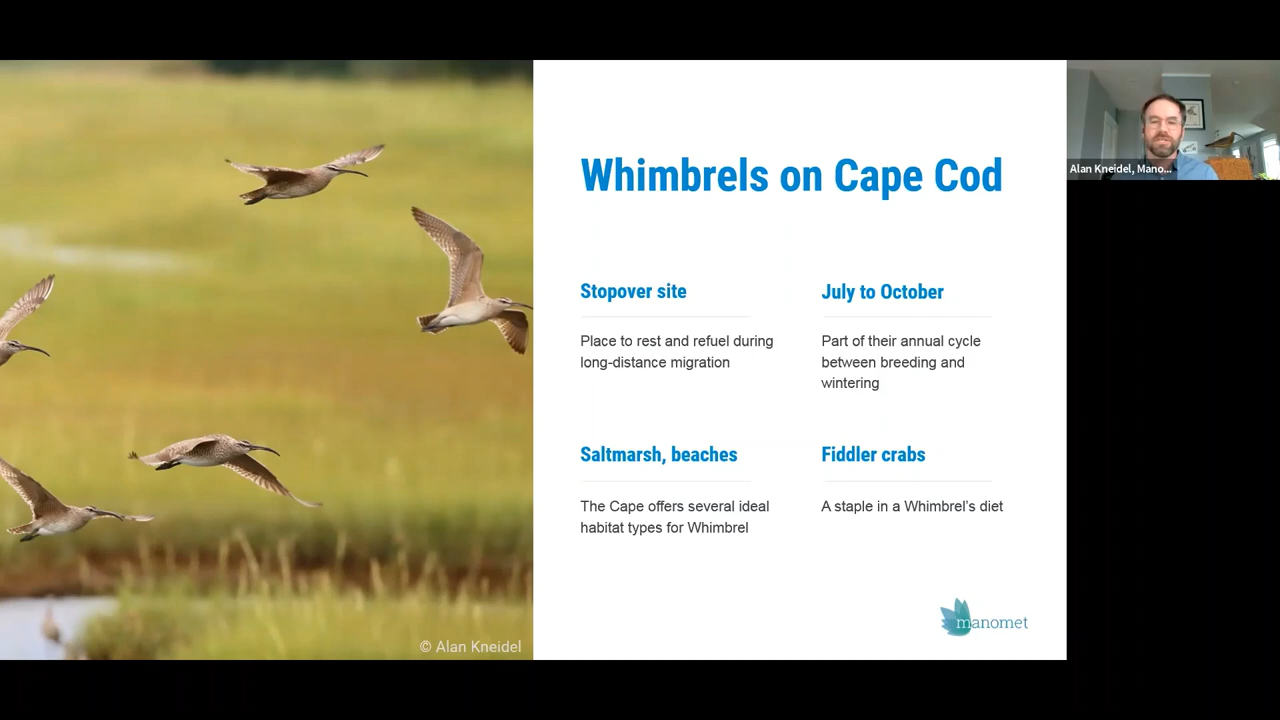 Whimbrels on Cape Cod
Stopover site
Place to rest and refuel during
long-distance migration
July to October
Part of their annual cycle
between breeding and
wintering
Saltmarsh, beaches
The Cape offers several ideal
habitat types for Whimbrel
Fiddler crabs
A staple in a Whimbrel's diet
manomet
© Alan Kneidel
Alan Kneidel, Mano...